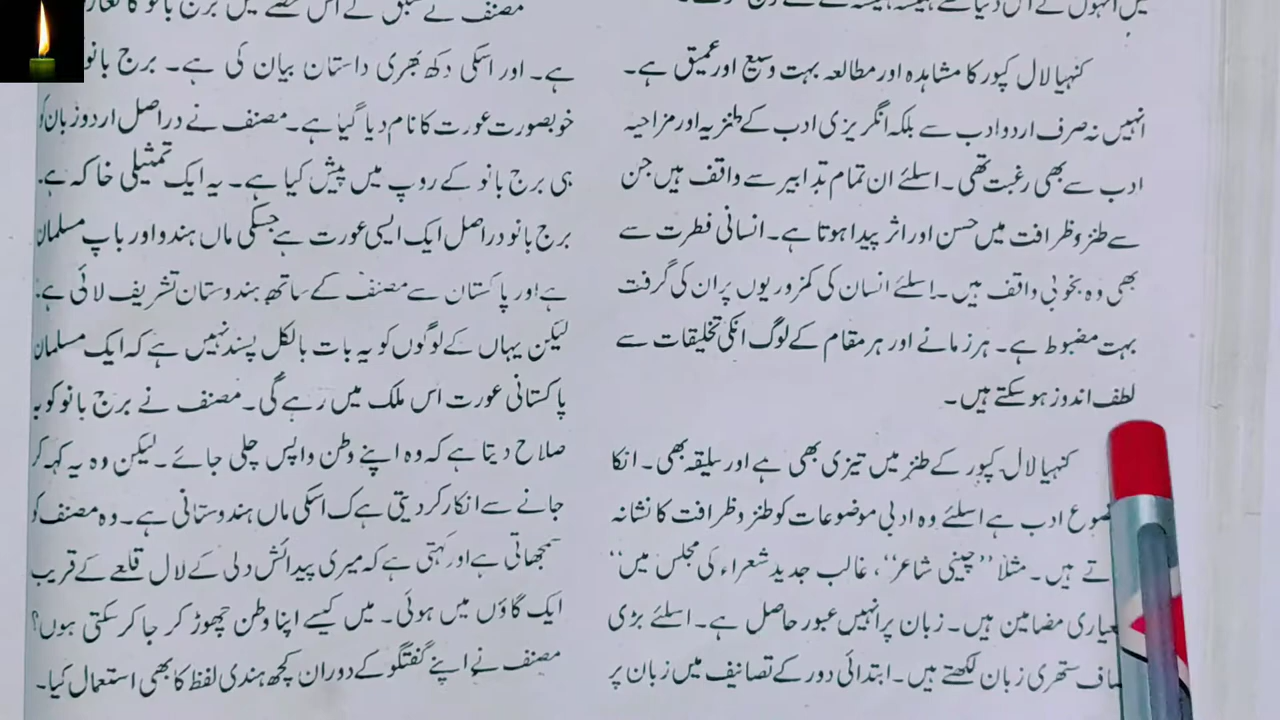 کنہیا لال کپور کا مشاہدہ اور مطالعہ بہت وسیع اور عمیق ہے۔
انہیں نہ صرف اردو ادب سے بلکہ انگریزی ادب کے طنزیہ اور مزاحیہ
ادب سے بھی رغبت تھی۔ اسلئے ان تمام تدابیر سے واقف ہیں جن
سے طنز و ظرافت میں حسن اور اثر پیدا ہوتا ہے۔ انسانی فطرت سے
بھی وہ بخوبی واقف ہیں۔ اسلئے انسان کی کمزوریوں پر ان کی گرفت
بہت مضبوط ہے۔ ہر زمانے اور ہر مقام کے لوگ انکی تخلیقات سے
لطف اندوز ہو سکتے ہیں۔
کنہیا لال کپور کے طنز میں تیزی بھی ہے اور سلیقہ بھی۔ انکا
ادب ہے اسلئے وہ ادبی موضوعات کو طنز و ظرافت کا نشانہ
ہیں۔ مثلاً ''چینی شاعر''، غالب جدید شعراء کی مجلس میں''
مضامین ہیں۔ زبان پر انہیں عبور حاصل ہے۔ اسلئے بڑی
ستھری زبان لکھتے ہیں۔ ابتدائی دور کے تصانیف میں زبان پر
مصنف نے سبق کے اس حصے میں برج بانو کا
ہے۔ اور اسکی دکھ بھری داستان بیان کی ہے۔ برج بانو
خوبصورت عورت کا نام دیا گیا ہے۔ مصنف نے دراصل اردو زبان کو
ہی برج بانو کے روپ میں پیش کیا ہے۔ یہ ایک تمثیلی خاکہ ہے۔
برج بانو دراصل ایک ایسی عورت ہے جسکی ماں ہندو اور باپ مسلمان
ہے اور پاکستان سے مصنف کے ساتھ ہندوستان تشریف لائی ہے۔
لیکن یہاں کے لوگوں کو یہ بات بالکل پسند نہیں ہے کہ ایک مسلمان
پاکستانی عورت اس ملک میں رہے گی۔ مصنف نے برج بانو کو یہ
صلاح دیتا ہے کہ وہ اپنے وطن واپس چلی جائے۔ لیکن وہ یہ کہہ کر
جانے سے انکار کر دیتی ہے ک اسکی ماں ہندوستانی ہے۔ وہ مصنف کو
سمجھاتی ہے اور کہتی ہے کہ میری پیدائش دلی کے لال قلعے کے قریب
ایک گاؤں میں ہوئی۔ میں کیسے اپنا وطن چھوڑ کر جا کر سکتی ہوں؟
مصنف نے اپنے گفتگو کے دوران کچھ ہندی لفظ کا بھی استعمال کیا۔